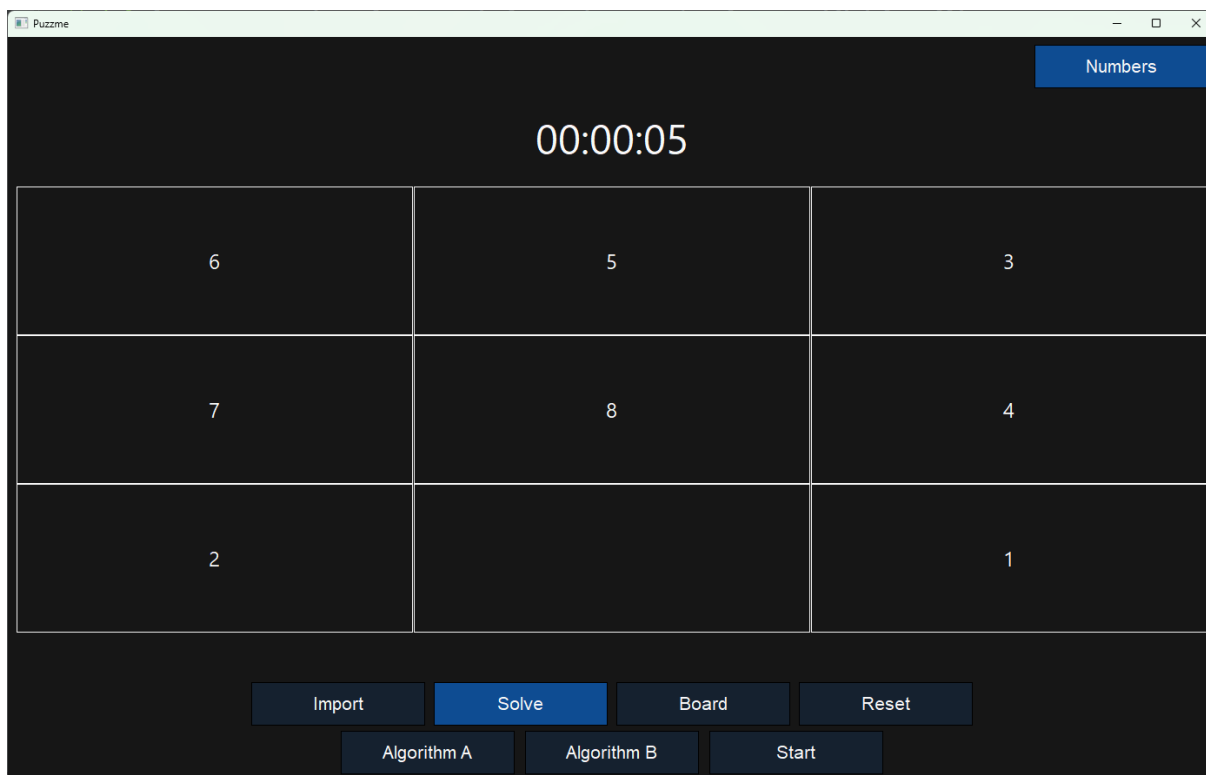 Puzzme
Numbers
00:00:05
6 5 3
7 8 4
2 1
Import Solve Board Reset
Algorithm A Algorithm B Start